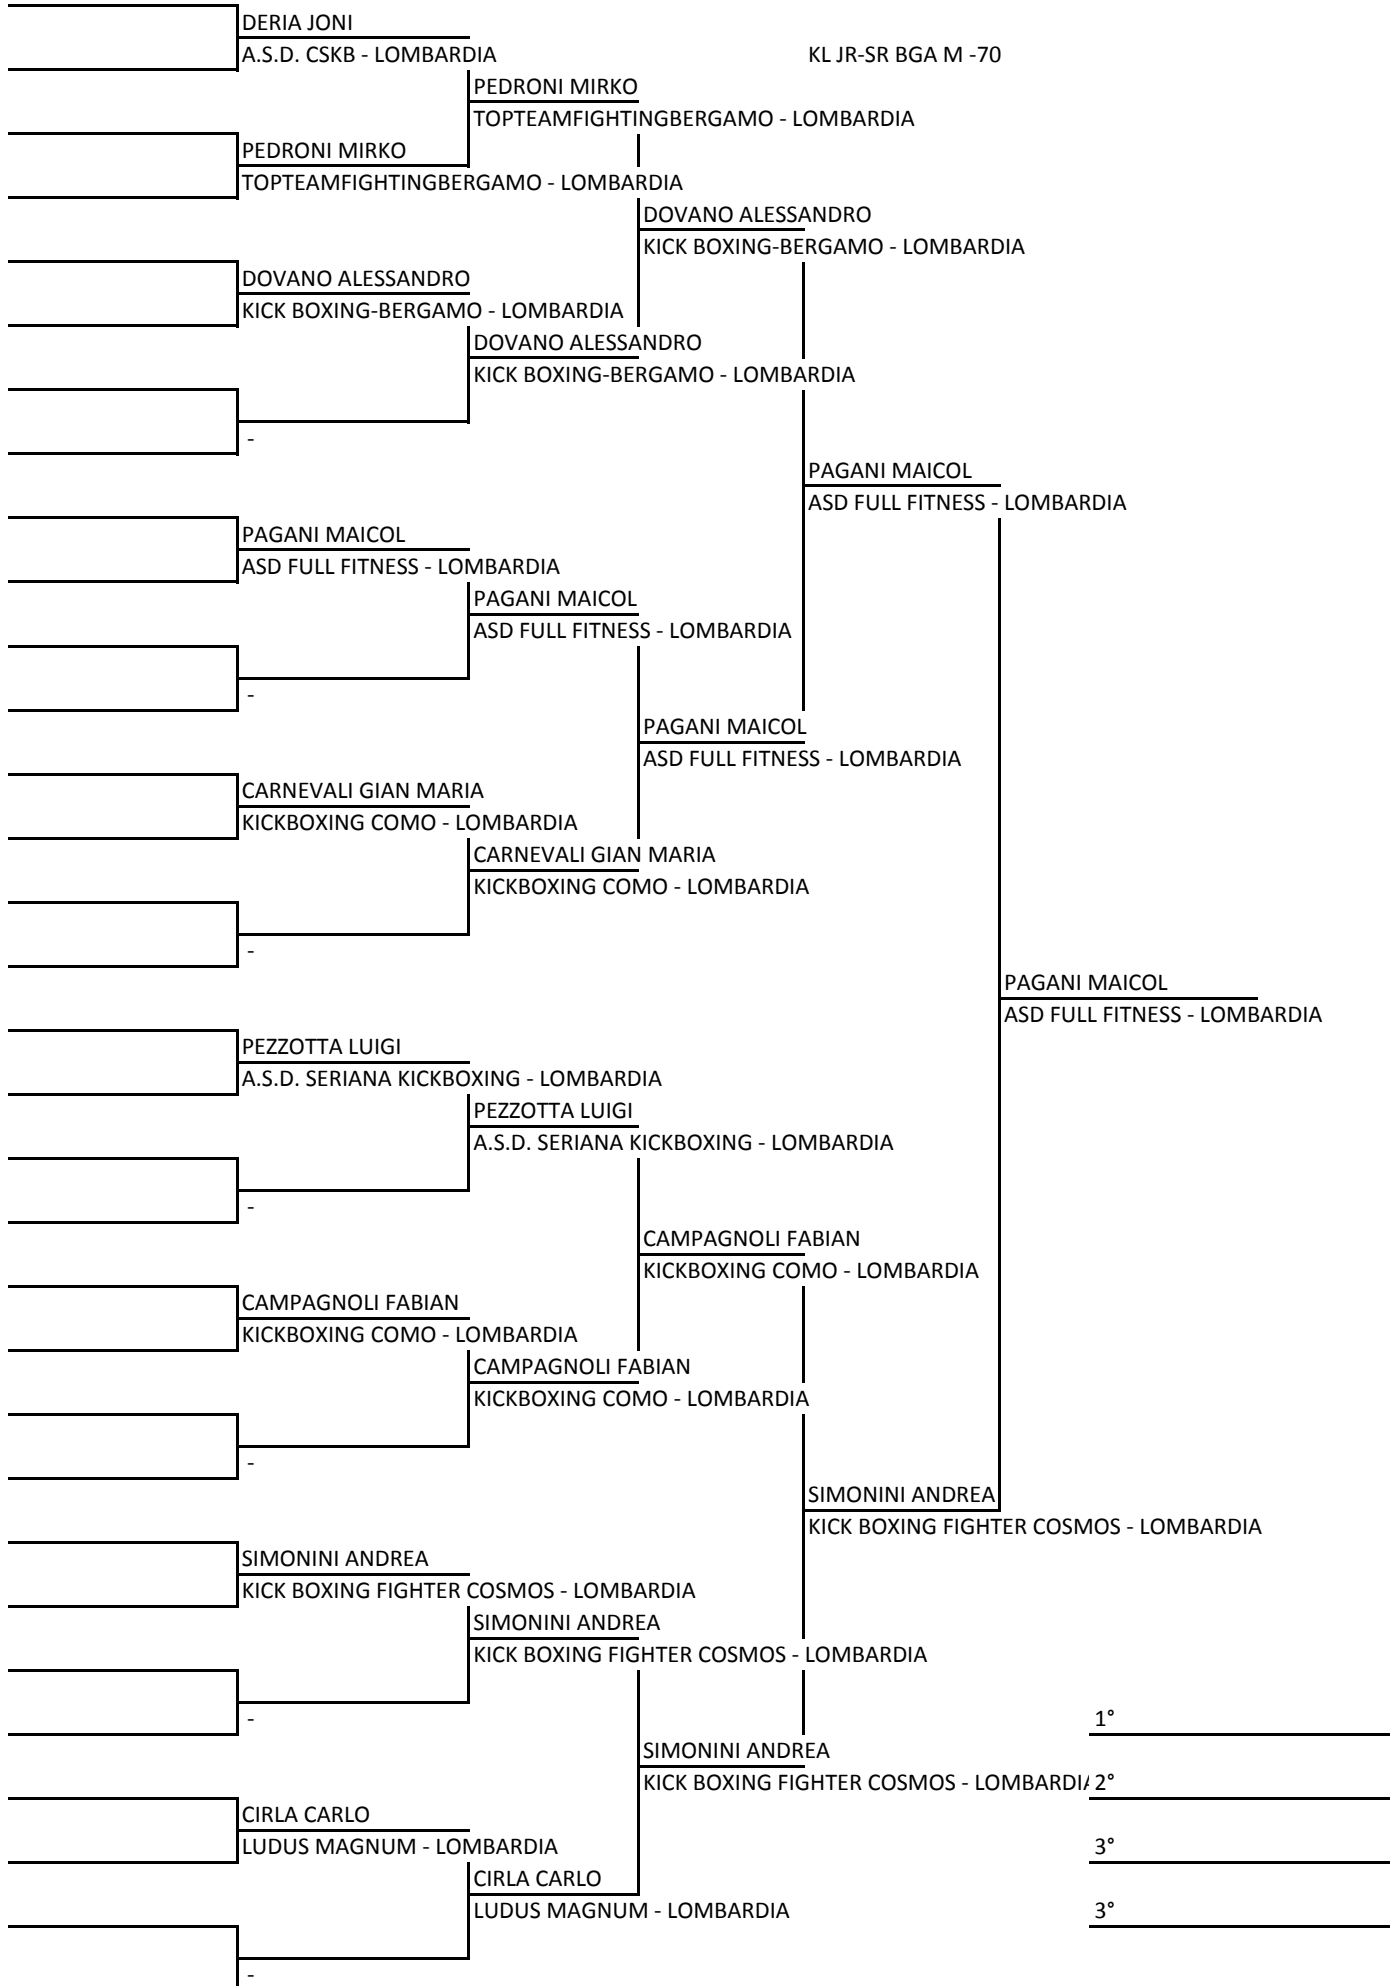 DERIA JONI
A.S.D. CSKB - LOMBARDIA
KL JR-SR BGA M -70
PEDRONI MIRKO
TOPTEAMFIGHTINGBERGAMO - LOMBARDIA
PEDRONI MIRKO
TOPTEAMFIGHTINGBERGAMO - LOMBARDIA
DOVANO ALESSANDRO
KICK BOXING-BERGAMO - LOMBARDIA
DOVANO ALESSANDRO
KICK BOXING-BERGAMO - LOMBARDIA
DOVANO ALESSANDRO
KICK BOXING-BERGAMO - LOMBARDIA
-
PAGANI MAICOL
ASD FULL FITNESS - LOMBARDIA
PAGANI MAICOL
ASD FULL FITNESS - LOMBARDIA
PAGANI MAICOL
ASD FULL FITNESS - LOMBARDIA
-
PAGANI MAICOL
ASD FULL FITNESS - LOMBARDIA
CARNEVALI GIAN MARIA
KICKBOXING COMO - LOMBARDIA
CARNEVALI GIAN MARIA
KICKBOXING COMO - LOMBARDIA
-
PAGANI MAICOL
ASD FULL FITNESS - LOMBARDIA
PEZZOTTA LUIGI
A.S.D. SERIANA KICKBOXING - LOMBARDIA
PEZZOTTA LUIGI
A.S.D. SERIANA KICKBOXING - LOMBARDIA
-
CAMPAGNOLI FABIAN
KICKBOXING COMO - LOMBARDIA
CAMPAGNOLI FABIAN
KICKBOXING COMO - LOMBARDIA
CAMPAGNOLI FABIAN
KICKBOXING COMO - LOMBARDIA
-
SIMONINI ANDREA
KICK BOXING FIGHTER COSMOS - LOMBARDIA
SIMONINI ANDREA
KICK BOXING FIGHTER COSMOS - LOMBARDIA
SIMONINI ANDREA
KICK BOXING FIGHTER COSMOS - LOMBARDIA
-
1°
SIMONINI ANDREA
KICK BOXING FIGHTER COSMOS - LOMBARDIA
2°
CIRLA CARLO
LUDUS MAGNUM - LOMBARDIA
3°
CIRLA CARLO
LUDUS MAGNUM - LOMBARDIA
3°
-